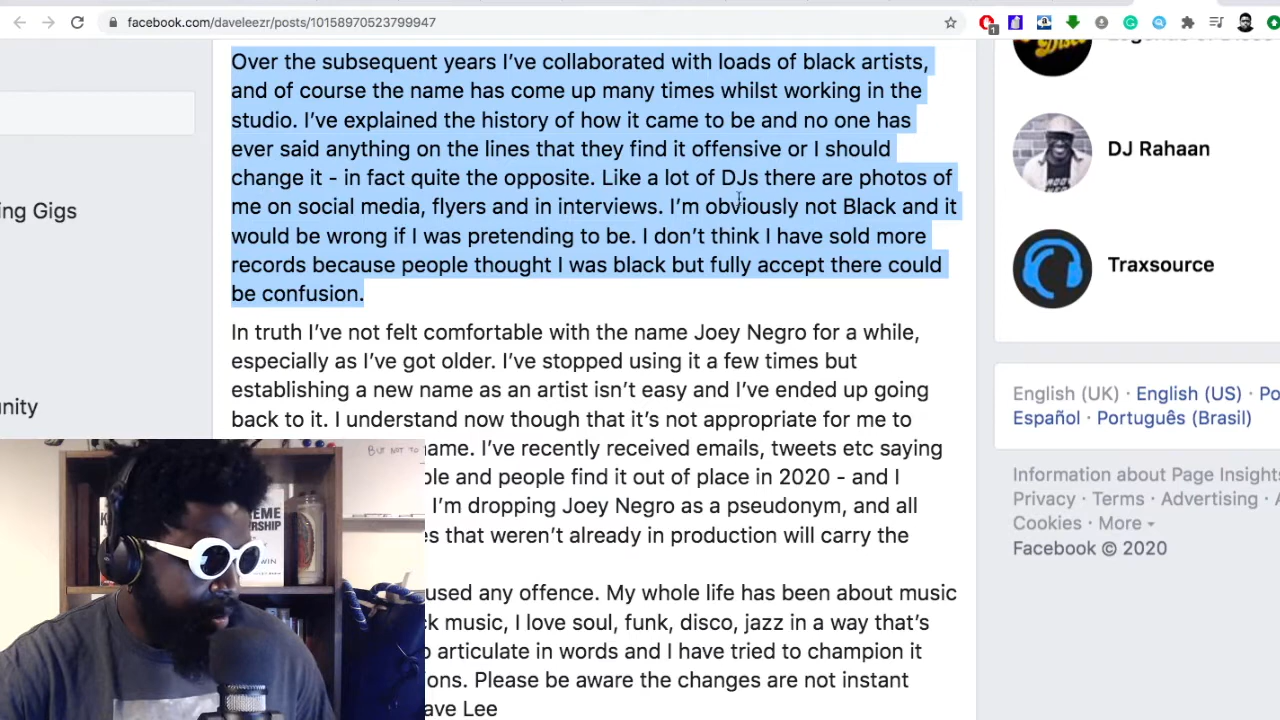 facebook.com/daveleezr/posts/10158970523799947
1
Over the subsequent years I've collaborated with loads of black artists,
and of course the name has come up many times whilst working in the
studio. I've explained the history of how it came to be and no one has
ever said anything on the lines that they find it offensive or I should
change it - in fact quite the opposite. Like a lot of DJs there are photos of
me on social media, flyers and in interviews. I'm obviously not Black and it
would be wrong if I was pretending to be. I don't think I have sold more
records because people thought I was black but fully accept there could
be confusion.
In truth I've not felt comfortable with the name Joey Negro for a while,
especially as I've got older. I've stopped using it a few times but
establishing a new name as an artist isn't easy and I've ended up going
back to it. I understand now though that it's not appropriate for me to
ame. I've recently received emails, tweets etc saying
ble and people find it out of place in 2020 - and I
I'm dropping Joey Negro as a pseudonym, and all
es that weren't already in production will carry the
used any offence. My whole life has been about music
ck music, I love soul, funk, disco, jazz in a way that's
o articulate in words and I have tried to champion it
ions. Please be aware the changes are not instant
ave Lee
ing Gigs
unity
DJ Rahaan
Traxsource
English (UK) · English (US) · Po
Español · Português (Brasil)
Information about Page Insights
Privacy · Terms · Advertising ·
Cookies · More
Facebook © 2020
BUT NOT TO
EME
RSHIP
WIN